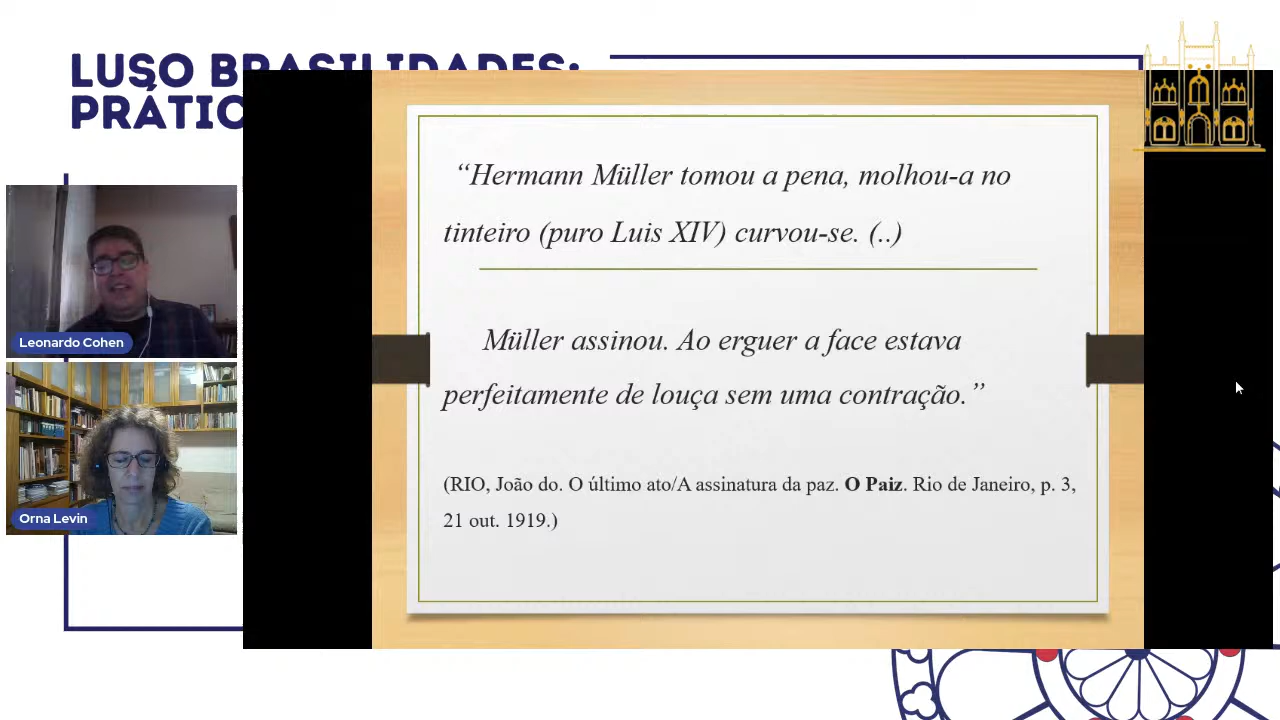 LUSO BRASILIDADES:
PRÁTIC
“Hermann Müller tomou a pena, molhou-a no
tinteiro (puro Luis XIV) curvou-se. (..)
Müller assinou. Ao erguer a face estava
perfeitamente de louça sem uma contração.”
(RIO, João do. O último ato/A assinatura da paz. O Paiz. Rio de Janeiro, p. 3,
21 out. 1919.)
Leonardo Cohen
Orna Levin